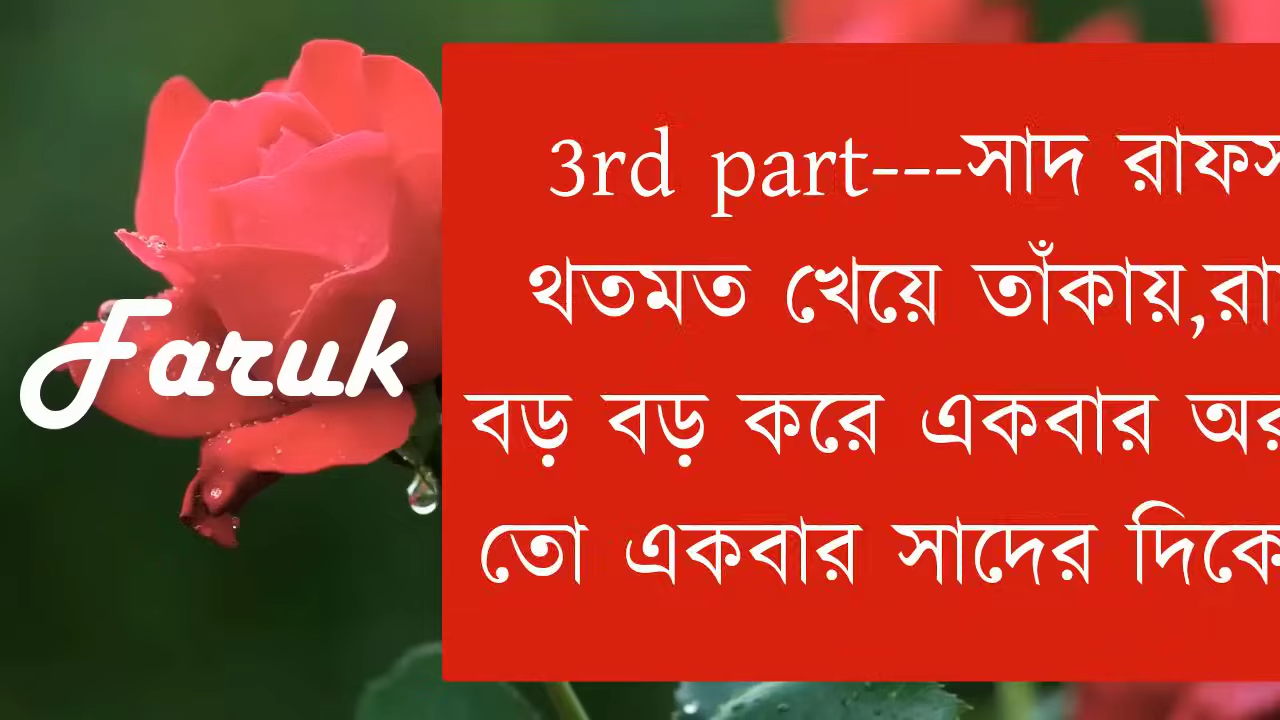 Faruk
3rd part---সাদ
থতমত খেয়ে তাঁকায়,
বড় বড় করে একবার
তো একবার সাদের দিকে